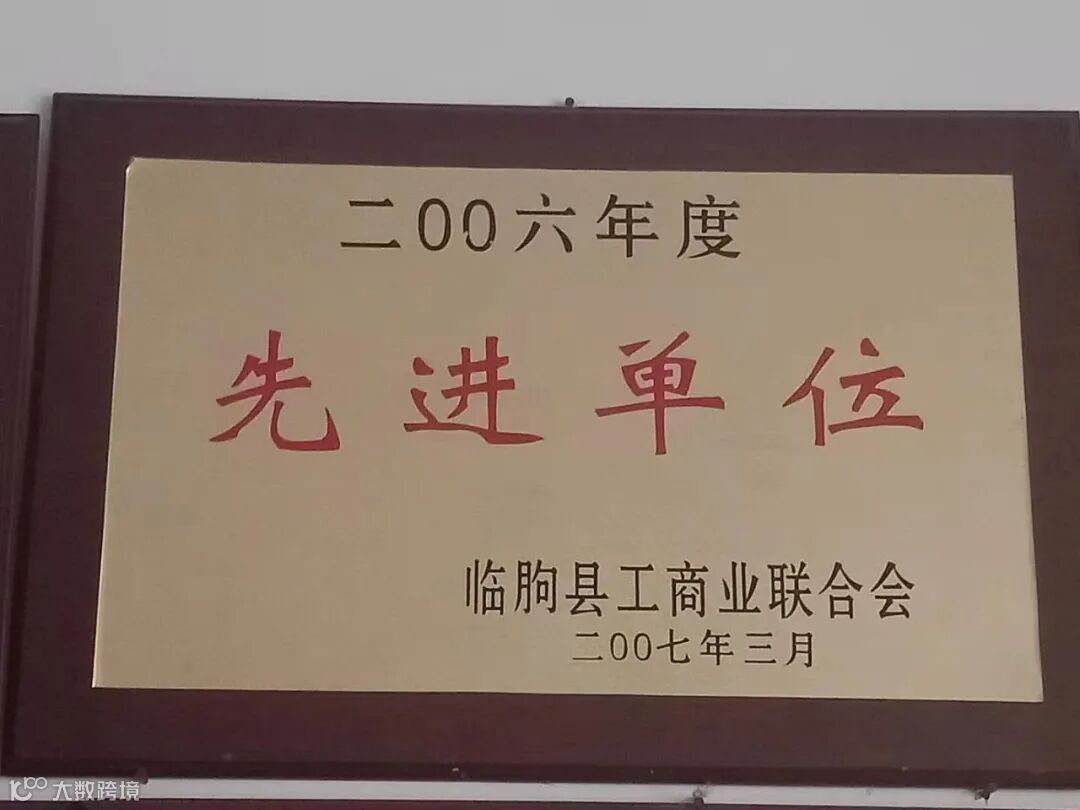 二00六年度
先进单位
临朐县工商业联合会
二00七年三月
大数跨境